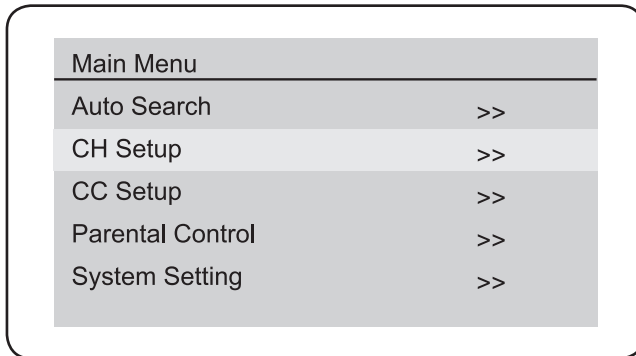 Main Menu
Auto Search >>
CH Setup >>
CC Setup >>
Parental Control >>
System Setting >>